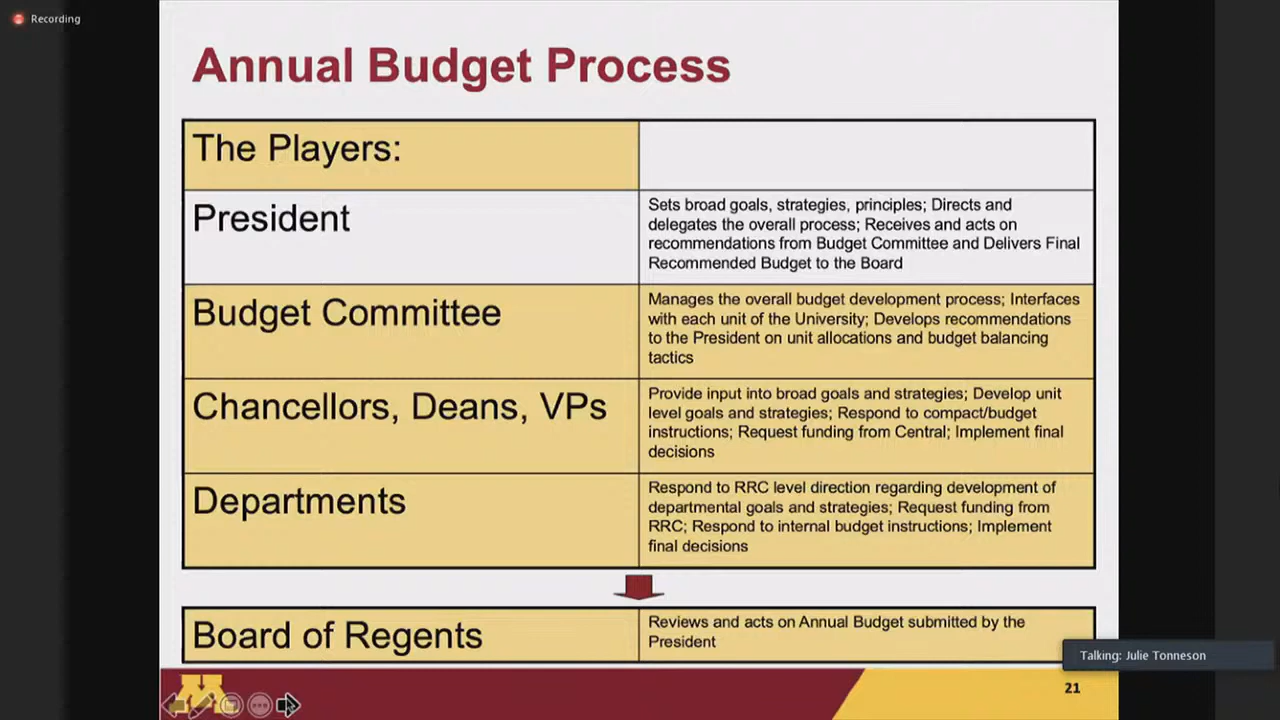 Recording
Annual Budget Process
The Players:
President
Sets broad goals, strategies, principles; Directs and
delegates the overall process; Receives and acts on
recommendations from Budget Committee and Delivers Final
Recommended Budget to the Board
Budget Committee
Manages the overall budget development process; Interfaces
with each unit of the University; Develops recommendations
to the President on unit allocations and budget balancing
tactics
Chancellors, Deans, VPs
Provide input into broad goals and strategies; Develop unit
level goals and strategies; Respond to compact/budget
instructions; Request funding from Central; Implement final
decisions
Departments
Respond to RRC level direction regarding development of
departmental goals and strategies; Request funding from
RRC; Respond to internal budget instructions; Implement
final decisions
Board of Regents
Reviews and acts on Annual Budget submitted by the
President
Talking: Julie Tonneson
M
21